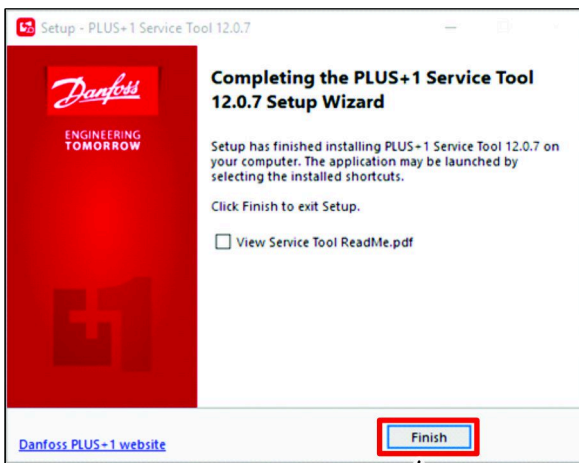 Setup - PLUS+1 Service Tool 12.0.7
Danfoss
ENGINEERING
TOMORROW
Completing the PLUS+1 Service Tool
12.0.7 Setup Wizard
Setup has finished installing PLUS+1 Service Tool 12.0.7 on
your computer. The application may be launched by
selecting the installed shortcuts.
Click Finish to exit Setup.
View Service Tool ReadMe.pdf
+1
Danfoss PLUS+1 website
Finish